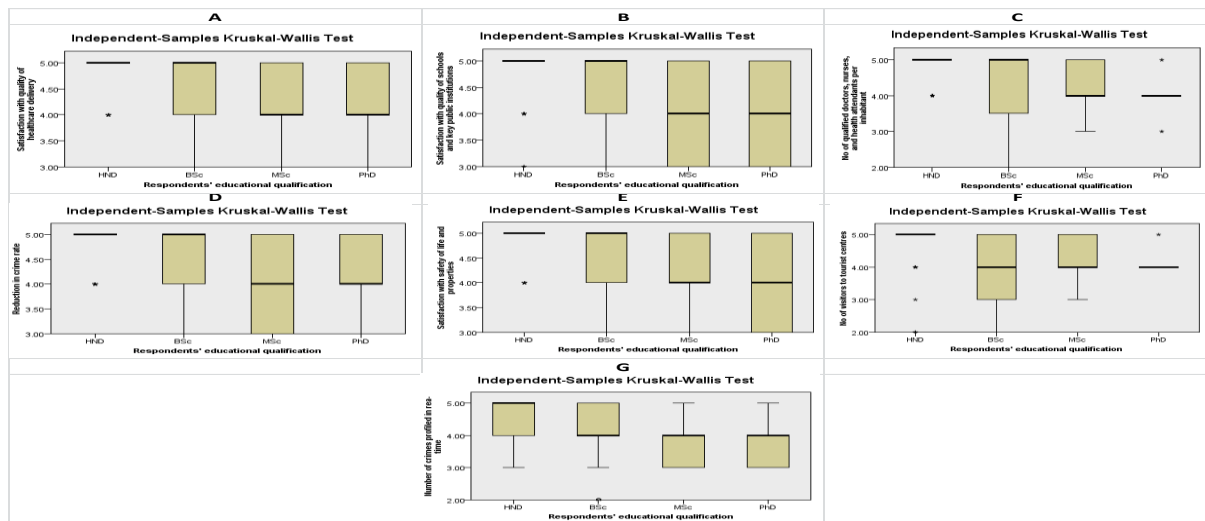 A
Independent-Samples Kruskal-Wallis Test
Satisfaction with quality of
healthcare delivery
5.00
4.50
4.00
3.50
3.00
HND BSc MSc PhD
Respondents' educational qualification
B
Independent-Samples Kruskal-Wallis Test
Satisfaction with quality of schools
and key public institutions
5.00
4.50
4.00
3.50
3.00
HND BSc MSc PhD
Respondents' educational qualification
C
Independent-Samples Kruskal-Wallis Test
No of qualified doctors, nurses,
and health attendants per
inhabitant
5.00
4.00
3.00
2.00
HND BSc MSc PhD
Respondents' educational qualification
D
Independent-Samples Kruskal-Wallis Test
Reduction in crime rate
5.00
4.50
4.00
3.50
3.00
HND BSc MSc PhD
Respondents' educational qualification
E
Independent-Samples Kruskal-Wallis Test
Satisfaction with safety of life and
properties
5.00
4.50
4.00
3.50
3.00
HND BSc MSc PhD
Respondents' educational qualification
F
Independent-Samples Kruskal-Wallis Test
No of visitors to tourist centres
5.00
4.00
3.00
2.00
HND BSc MSc PhD
Respondents' educational qualification
G
Independent-Samples Kruskal-Wallis Test
Number of crimes profiled in rea-
time
5.00
4.00
3.00
2.00
HND BSc MSc PhD
Respondents' educational qualification